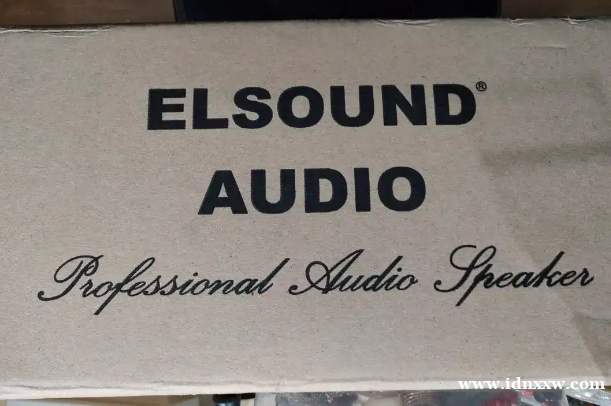 ELSOUND®
AUDIO
Professional Audio Speaker
www.idnxxw.com